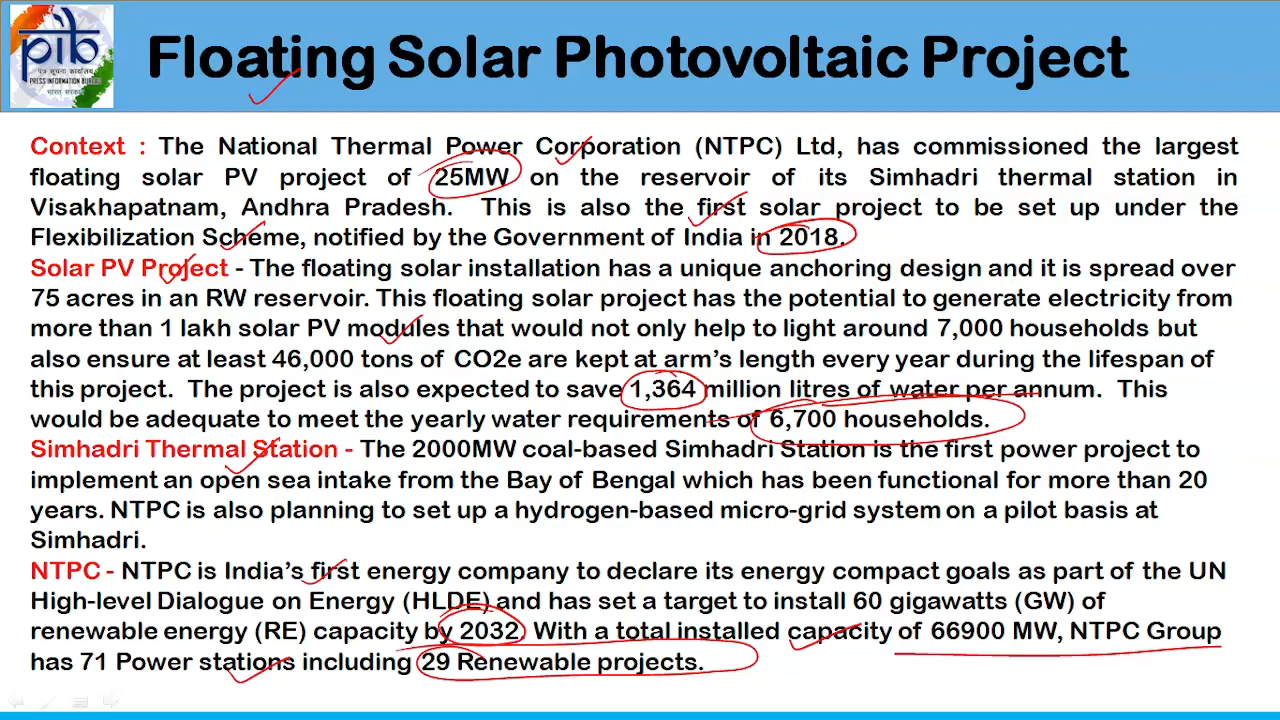 pib
पत्र सूचना कार्यालय
PRESS INFORMATION BUREAU
भारत सरकार
Floating Solar Photovoltaic Project
Context : The National Thermal Power Corporation (NTPC) Ltd, has commissioned the largest
floating solar PV project of 25MW on the reservoir of its Simhadri thermal station in
Visakhapatnam, Andhra Pradesh. This is also the first solar project to be set up under the
Flexibilization Scheme, notified by the Government of India in 2018.
Solar PV Project - The floating solar installation has a unique anchoring design and it is spread over
75 acres in an RW reservoir. This floating solar project has the potential to generate electricity from
more than 1 lakh solar PV modules that would not only help to light around 7,000 households but
also ensure at least 46,000 tons of CO2e are kept at arm’s length every year during the lifespan of
this project. The project is also expected to save 1,364 million litres of water per annum. This
would be adequate to meet the yearly water requirements of 6,700 households.
Simhadri Thermal Station - The 2000MW coal-based Simhadri Station is the first power project to
implement an open sea intake from the Bay of Bengal which has been functional for more than 20
years. NTPC is also planning to set up a hydrogen-based micro-grid system on a pilot basis at
Simhadri.
NTPC - NTPC is India’s first energy company to declare its energy compact goals as part of the UN
High-level Dialogue on Energy (HLDE) and has set a target to install 60 gigawatts (GW) of
renewable energy (RE) capacity by 2032. With a total installed capacity of 66900 MW, NTPC Group
has 71 Power stations including 29 Renewable projects.